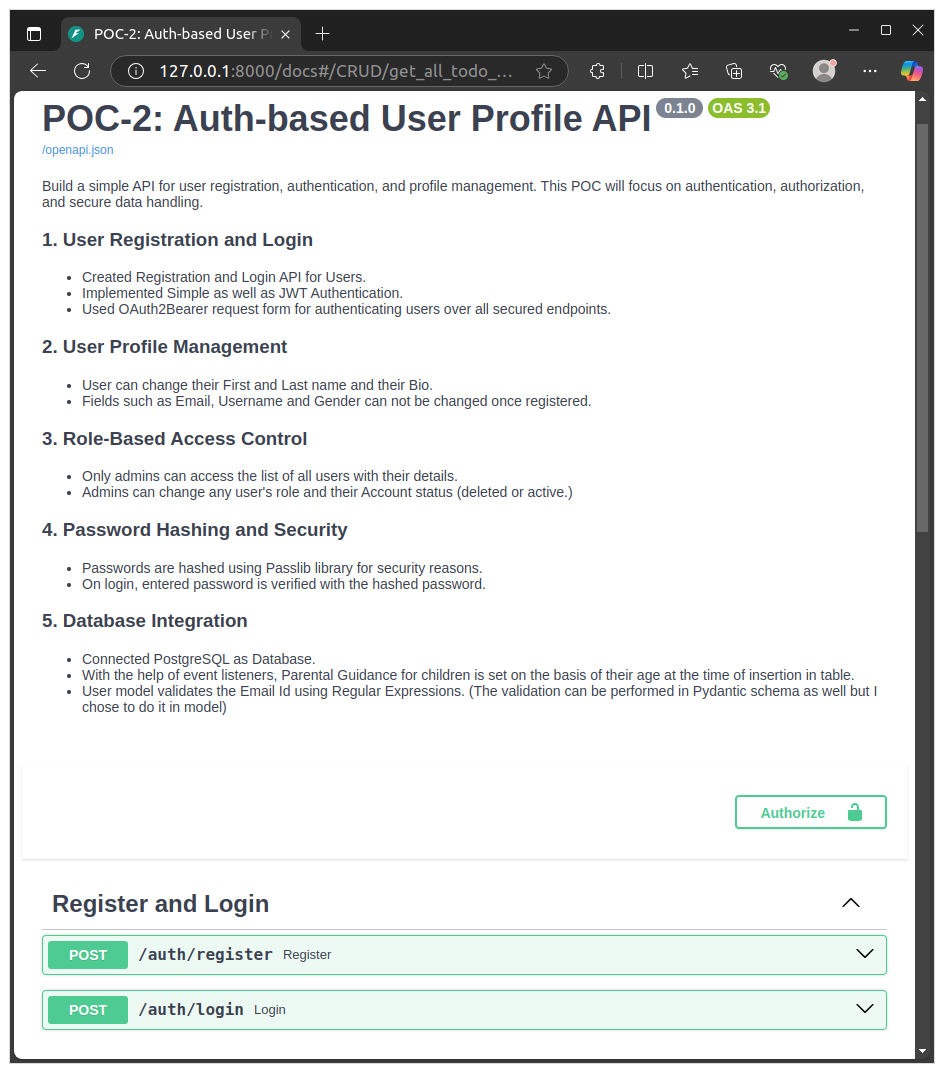 POC-2: Auth-based User P
127.0.0.1:8000/docs#/CRUD/get_all_todo_...
POC-2: Auth-based User Profile API 0.1.0 OAS 3.1
/openapi.json
Build a simple API for user registration, authentication, and profile management. This POC will focus on authentication, authorization,
and secure data handling.
1. User Registration and Login
• Created Registration and Login API for Users.
• Implemented Simple as well as JWT Authentication.
• Used OAuth2Bearer request form for authenticating users over all secured endpoints.
2. User Profile Management
• User can change their First and Last name and their Bio.
• Fields such as Email, Username and Gender can not be changed once registered.
3. Role-Based Access Control
• Only admins can access the list of all users with their details.
• Admins can change any user's role and their Account status (deleted or active.)
4. Password Hashing and Security
• Passwords are hashed using Passlib library for security reasons.
• On login, entered password is verified with the hashed password.
5. Database Integration
• Connected PostgreSQL as Database.
• With the help of event listeners, Parental Guidance for children is set on the basis of their age at the time of insertion in table.
• User model validates the Email Id using Regular Expressions. (The validation can be performed in Pydantic schema as well but I
chose to do it in model)
Authorize
Register and Login
POST /auth/register Register
POST /auth/login Login